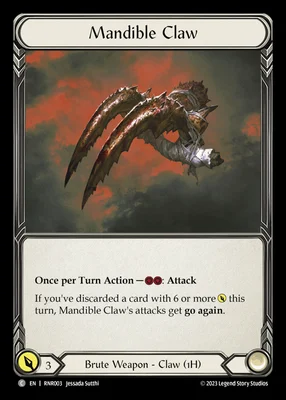 Mandible Claw
Once per Turn Action — : Attack
If you've discarded a card with 6 or more this
turn, Mandible Claw's attacks get go again.
3
Brute Weapon - Claw (1H)
C EN | RNR003 Jessada Sutthi
© 2023 Legend Story Studios